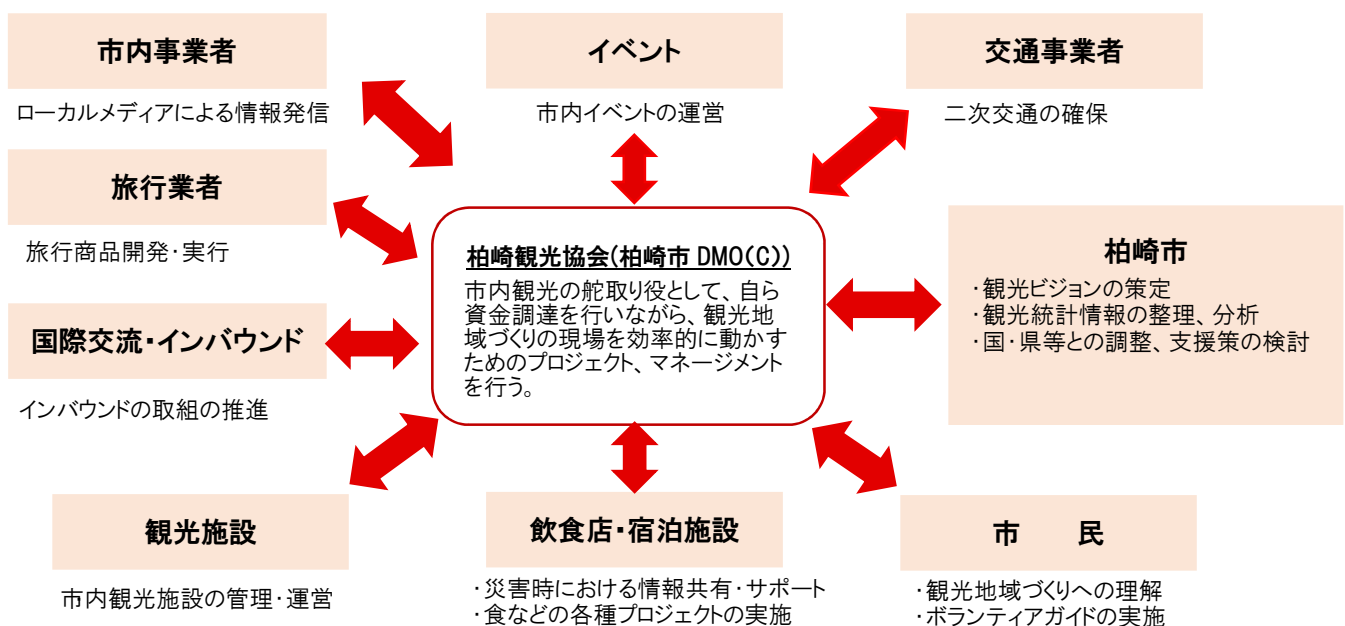 市内事業者
ローカルメディアによる情報発信
イベント
市内イベントの運営
交通事業者
二次交通の確保
旅行業者
旅行商品開発・実行
国際交流・インバウンド
インバウンドの取組の推進
柏崎観光協会(柏崎市 DMO(C))
市内観光の舵取り役として、自ら
資金調達を行いながら、観光地
域づくりの現場を効率的に動かす
ためのプロジェクト、マネージメント
を行う。
柏崎市
・観光ビジョンの策定
・観光統計情報の整理、分析
・国・県等との調整、支援策の検討
観光施設
市内観光施設の管理・運営
飲食店・宿泊施設
・災害時における情報共有・サポート
・食などの各種プロジェクトの実施
市　　民
・観光地域づくりへの理解
・ボランティアガイドの実施